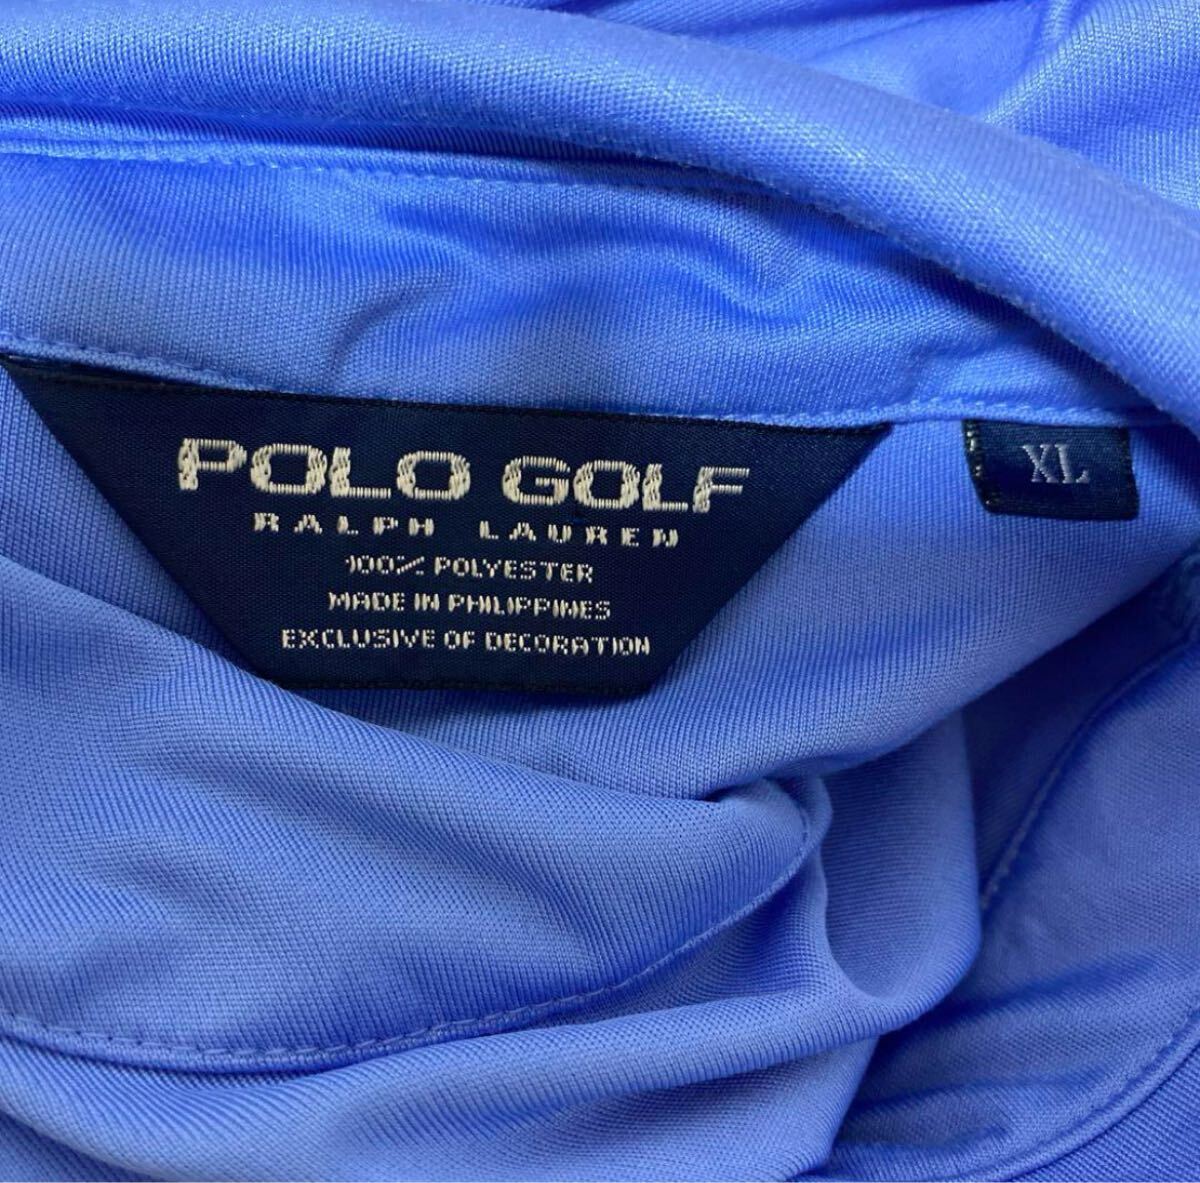 POLO GOLF
RALPH LAUREN
100% POLYESTER
MADE IN PHILIPPINES
EXCLUSIVE OF DECORATION
XL